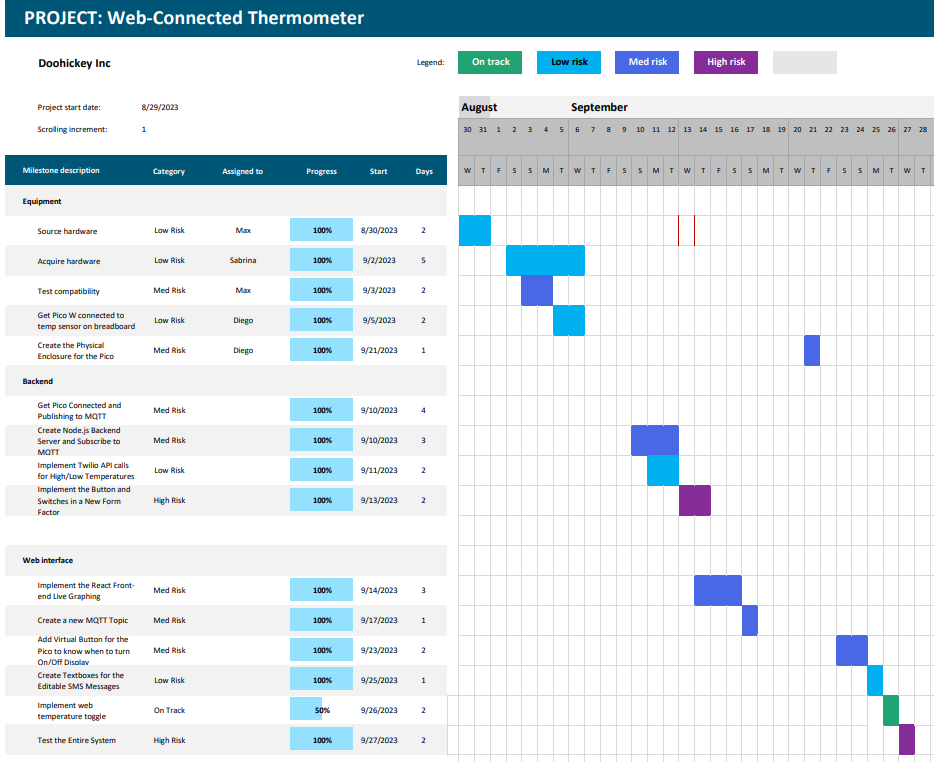 PROJECT: Web-Connected Thermometer
Doohickey Inc
Legend:
On track
Low risk
Med risk
High risk
Project start date: 8/29/2023
Scrolling increment: 1
August September
30 31 1 2 3 4 5 6 7 8 9 10 11 12 13 14 15 16 17 18 19 20 21 22 23 24 25 26 27 28
Milestone description Category Assigned to Progress Start Days
W T F S S M T W T F S S M T W T F S S M T W T F S S M T W T
Equipment
Source hardware Low Risk Max 100% 8/30/2023 2
Acquire hardware Low Risk Sabrina 100% 9/2/2023 5
Test compatibility Med Risk Max 100% 9/3/2023 2
Get Pico W connected to
temp sensor on breadboard
Low Risk Diego 100% 9/5/2023 2
Create the Physical
Enclosure for the Pico
Med Risk Diego 100% 9/21/2023 1
Backend
Get Pico Connected and
Publishing to MQTT
Med Risk 100% 9/10/2023 4
Create Node.js Backend
Server and Subscribe to
MQTT
Med Risk 100% 9/10/2023 3
Implement Twilio API calls
for High/Low Temperatures
Low Risk 100% 9/11/2023 2
Implement the Button and
Switches in a New Form
Factor
High Risk 100% 9/13/2023 2
Web interface
Implement the React Front-
end Live Graphing
Med Risk 100% 9/14/2023 3
Create a new MQTT Topic Med Risk 100% 9/17/2023 1
Add Virtual Button for the
Pico to know when to turn
On/Off Display
Med Risk 100% 9/23/2023 2
Create Textboxes for the
Editable SMS Messages
Low Risk 100% 9/25/2023 1
Implement web
temperature toggle
On Track 50% 9/26/2023 2
Test the Entire System High Risk 100% 9/27/2023 2